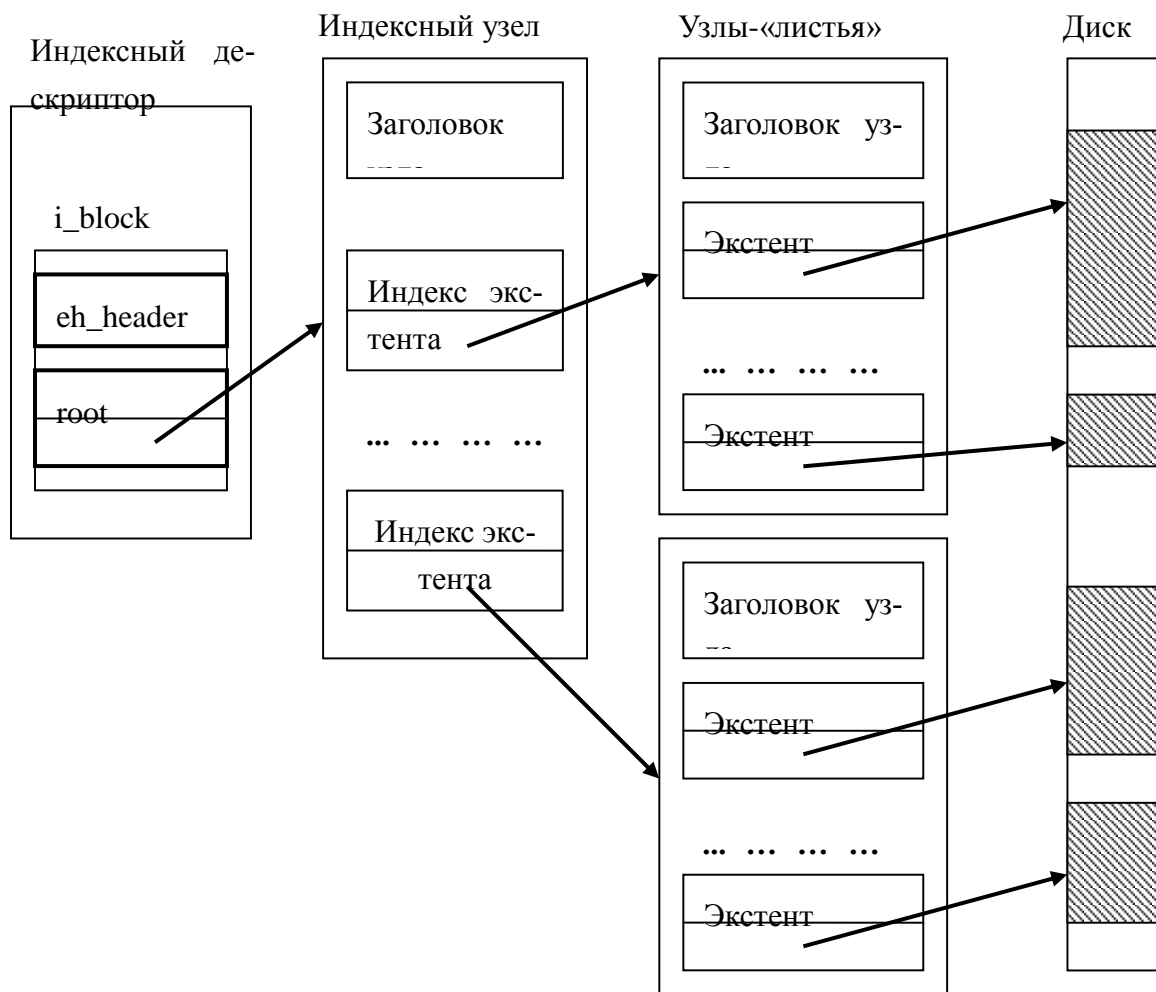 Индексный де-
скриптор
i_block
eh_header
root
Индексный узел
Заголовок
Индекс экс-
тента
... ... ... ...
Индекс экс-
тента
Узлы-«листья»
Заголовок уз-
Экстент
... ... ... ...
Экстент
Заголовок уз-
Экстент
... ... ... ...
Экстент
Диск